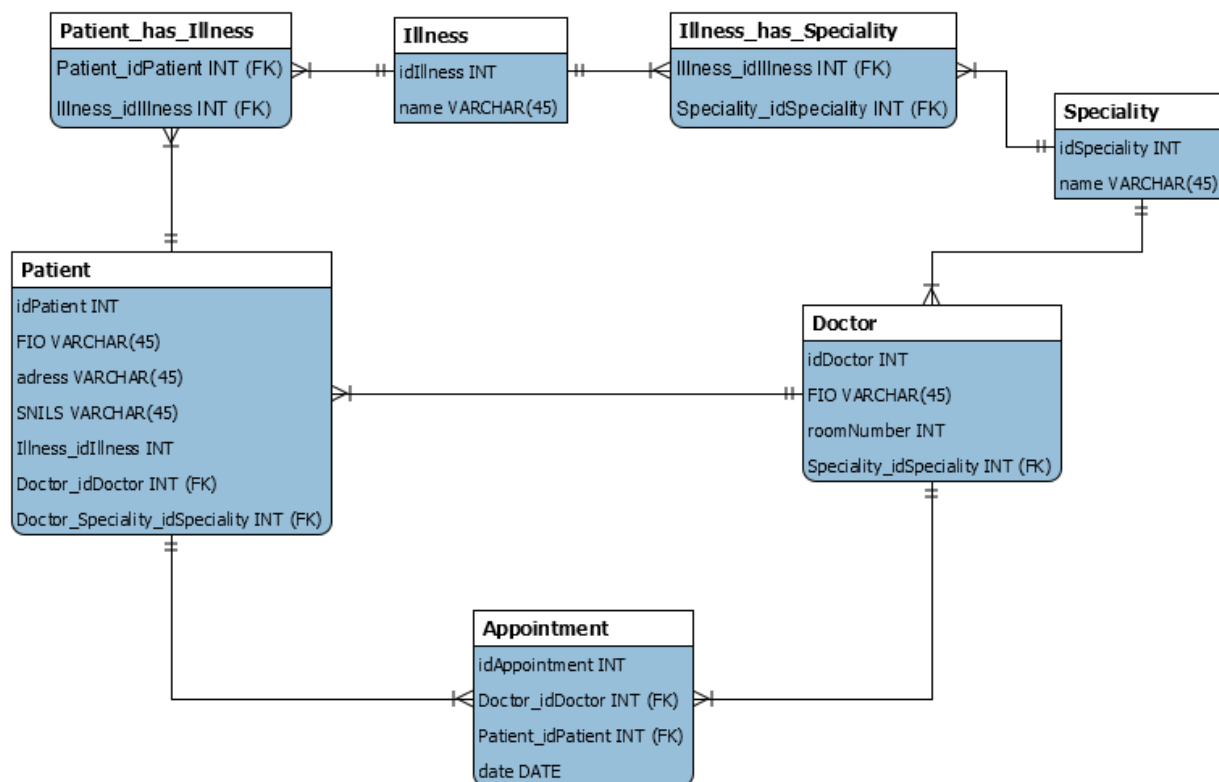 Patient_has_Illness
Patient_idPatient INT (FK)
Illness_idIllness INT (FK)
Illness
idIllness INT
name VARCHAR(45)
Illness_has_Speciality
Illness_idIllness INT (FK)
Speciality_idSpeciality INT (FK)
Speciality
idSpeciality INT
name VARCHAR(45)
Patient
idPatient INT
FIO VARCHAR(45)
adress VARCHAR(45)
SNILS VARCHAR(45)
Illness_idIllness INT
Doctor_idDoctor INT (FK)
Doctor_Speciality_idSpeciality INT (FK)
Doctor
idDoctor INT
FIO VARCHAR(45)
roomNumber INT
Speciality_idSpeciality INT (FK)
Appointment
idAppointment INT
Doctor_idDoctor INT (FK)
Patient_idPatient INT (FK)
date DATE